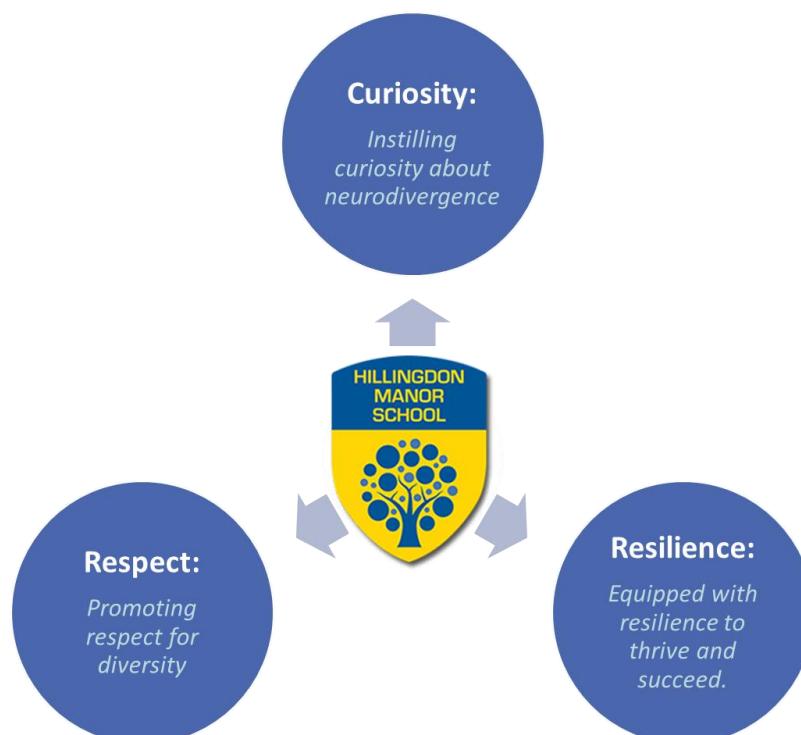 Curiosity:
Instilling
curiosity about
neurodivergence
HILLINGDON
MANOR
SCHOOL
Respect:
Promoting
respect for
diversity
Resilience:
Equipped with
resilience to
thrive and
succeed.